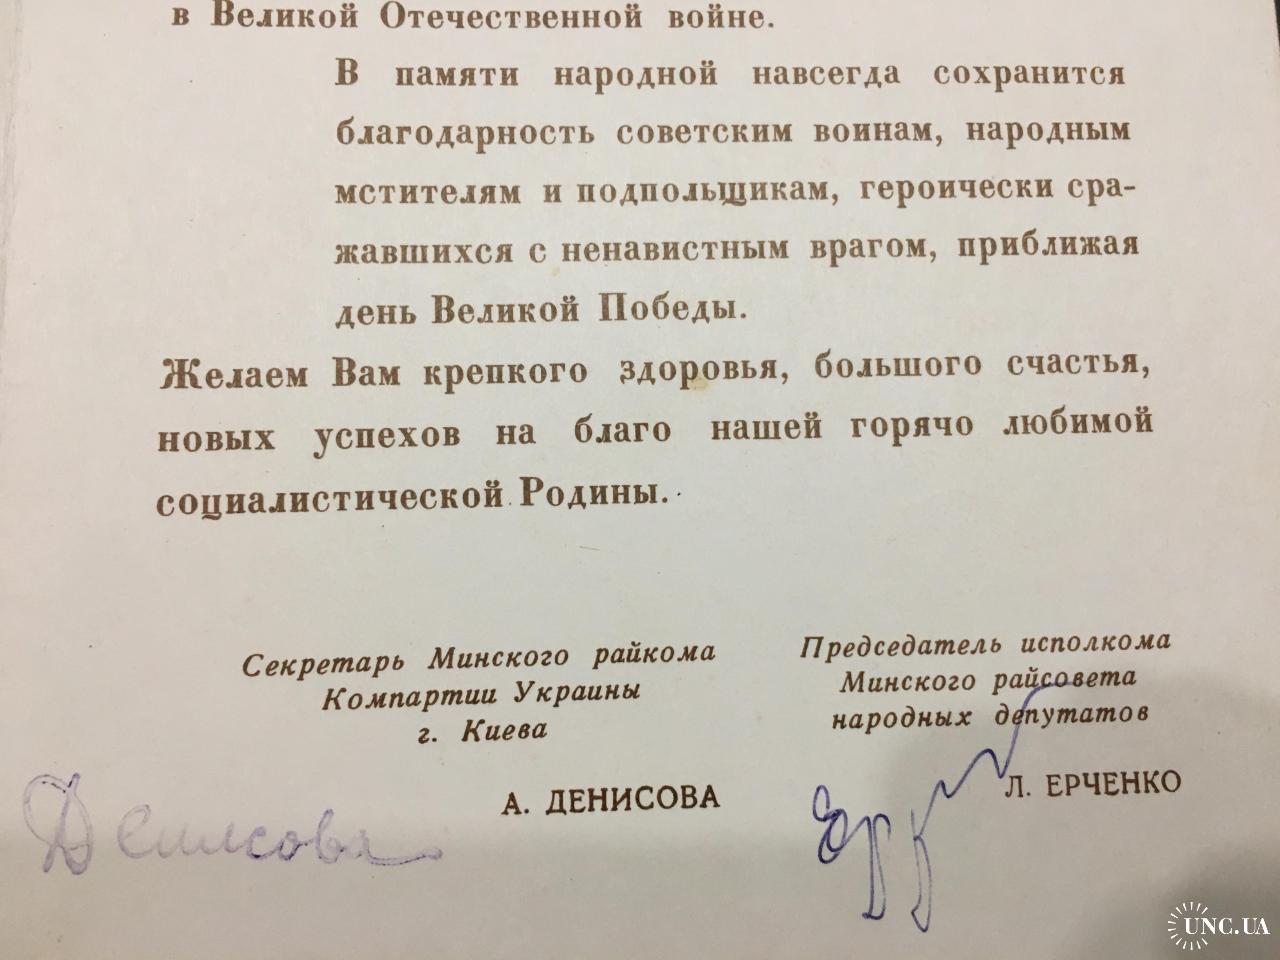 в Великой Отечественной войне.
В памяти народной навсегда сохранится
благодарность советским воинам, народным
мстителям и подпольщикам, героически сра-
жавшихся с ненавистным врагом, приближая
день Великой Победы.
Желаем Вам крепкого здоровья, большого счастья,
новых успехов на благо нашей горячо любимой
социалистической Родины.
Секретарь Минского райкома
Компартии Украины
г. Киева
А. ДЕНИСОВА
Денисова
Председатель исполкома
Минского райсовета
народных депутатов
Л. ЕРЧЕНКО
UNC.UA